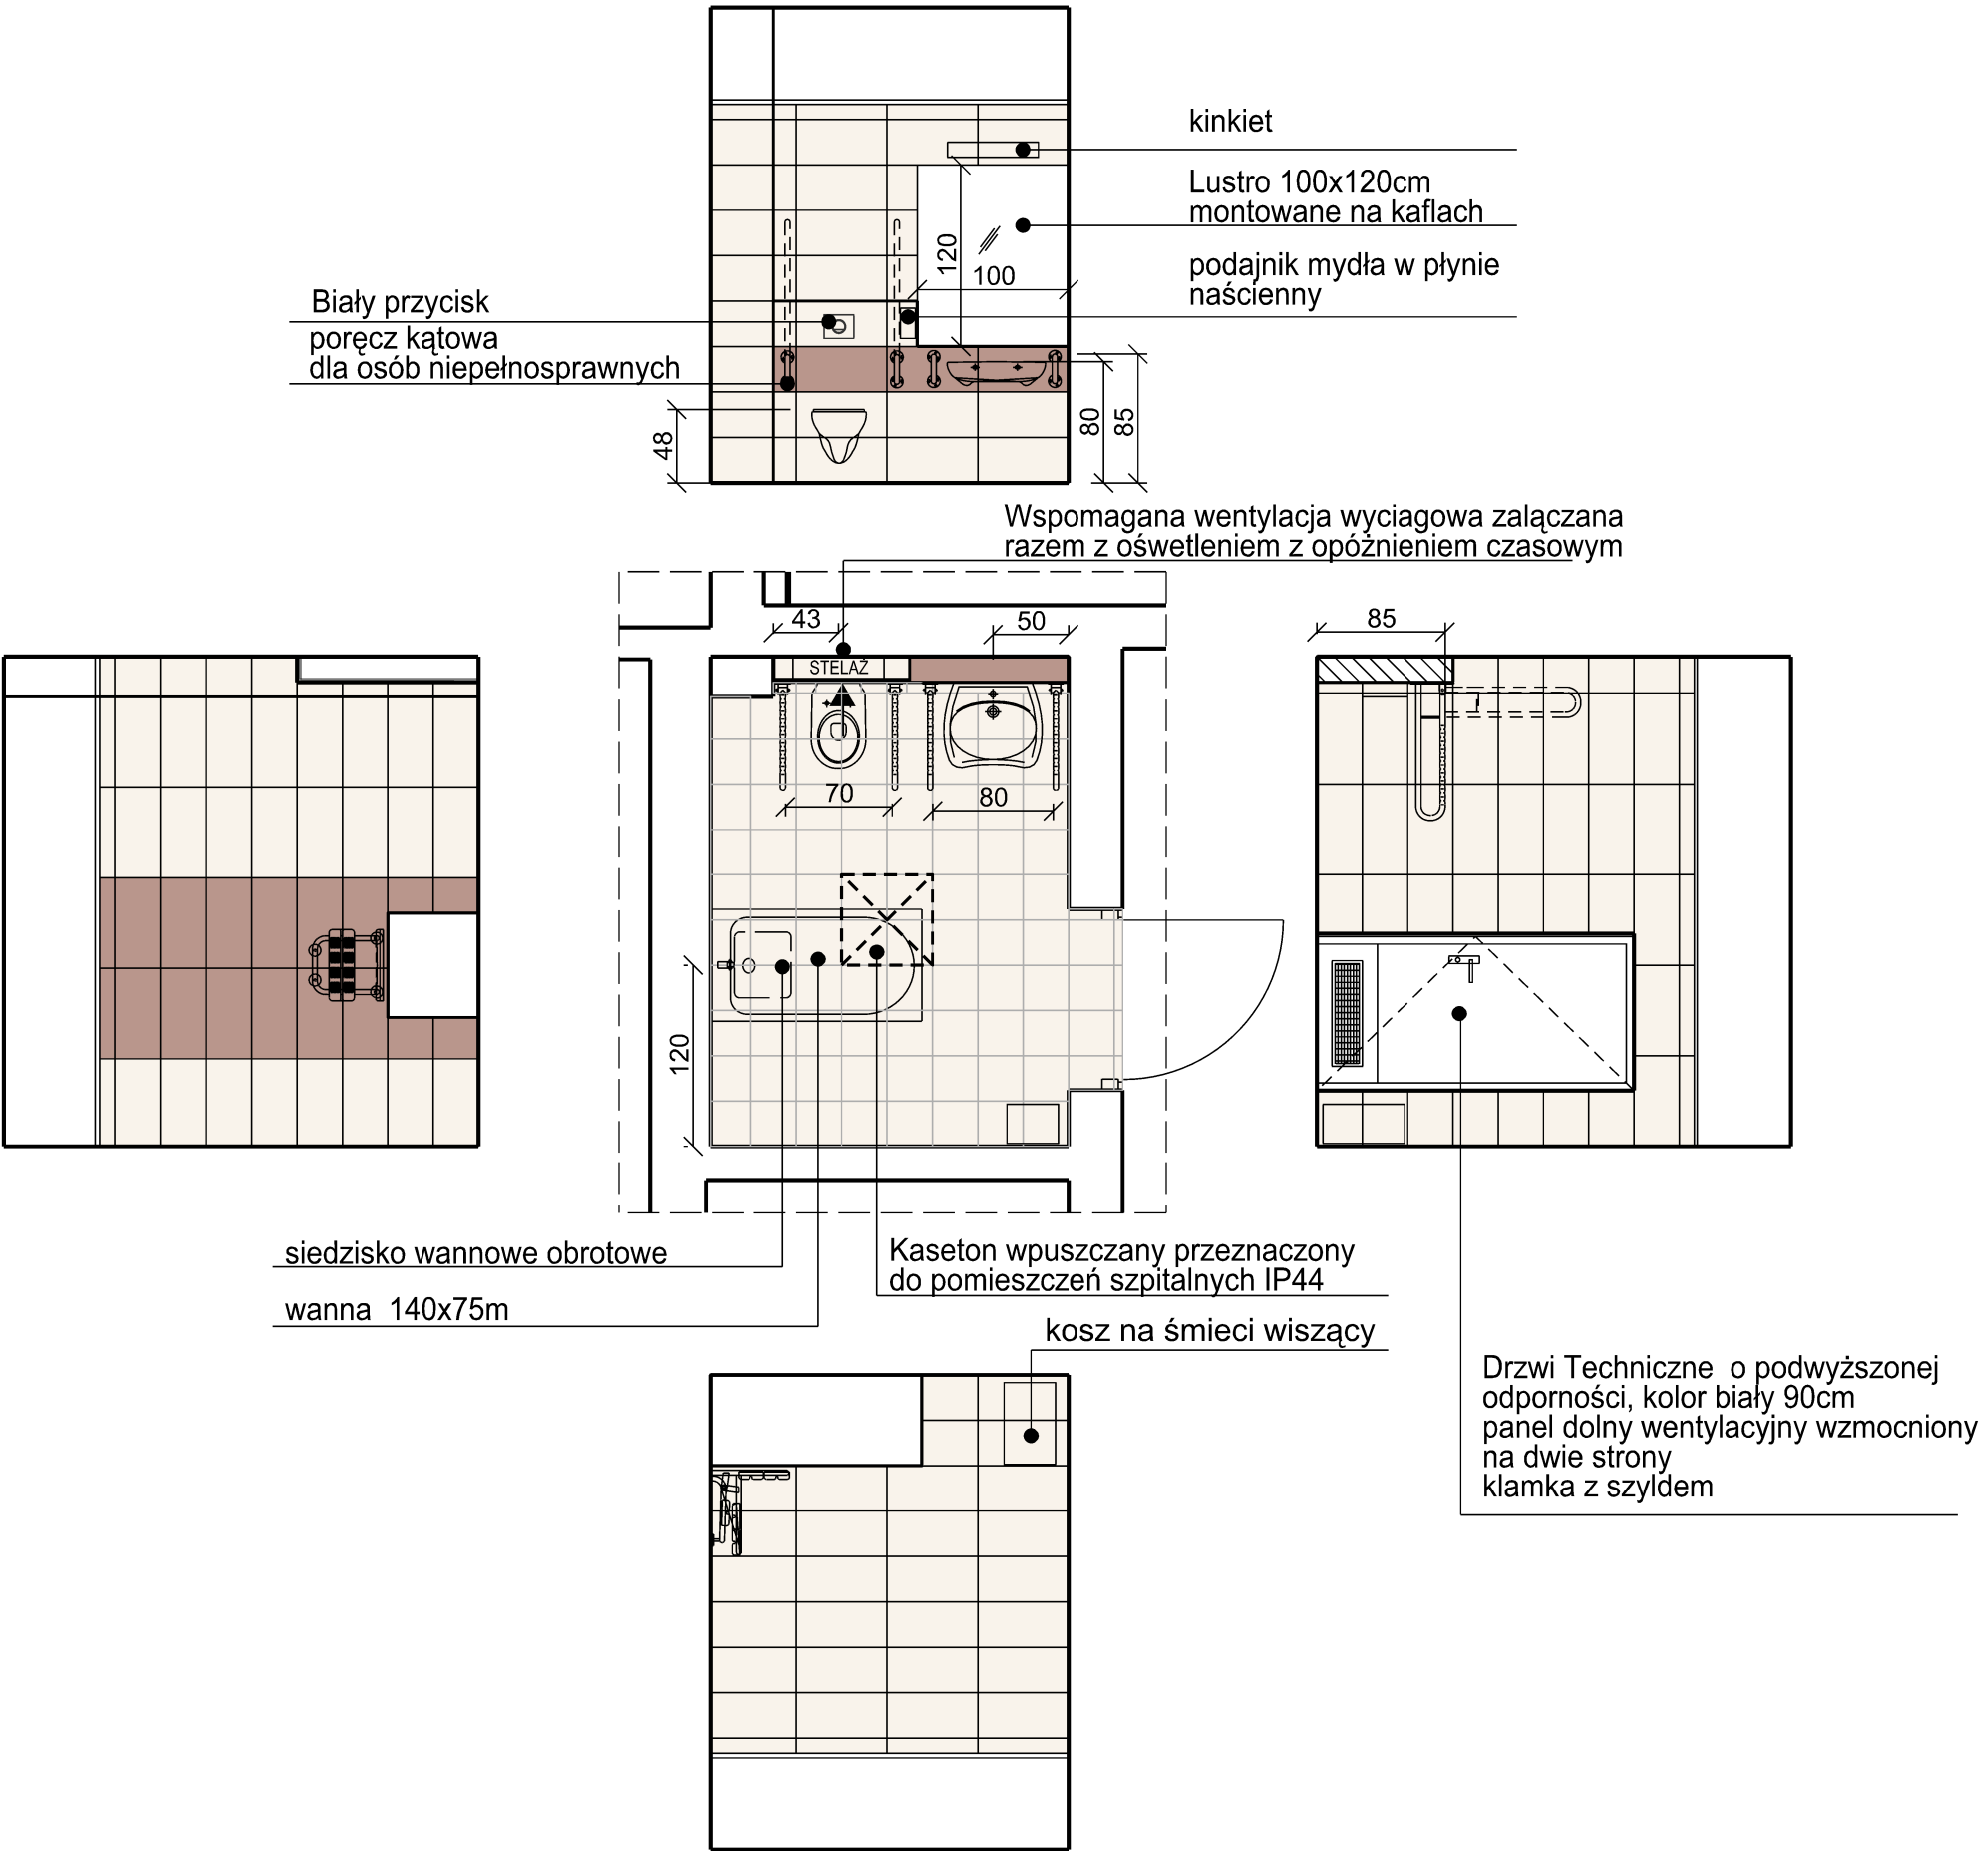 kinkiet
Lustro 100x120cm
montowane na kaflach
podajnik mydła w płynie
naścienny
120
100
Biały przycisk
poręcz kątowa
dla osób niepełnosprawnych
48
80
85
Wspomagana wentylacja wyciagowa zalączana
razem z ośwetleniem z opóżnieniem czasowym
43
50
85
STELAŻ
70
80
120
siedzisko wannowe obrotowe
wanna 140x75m
Kaseton wpuszczany przeznaczony
do pomieszczeń szpitalnych IP44
kosz na śmieci wiszący
Drzwi Techniczne o podwyższonej
odporności, kolor biały 90cm
panel dolny wentylacyjny wzmocniony
na dwie strony
klamka z szyldem